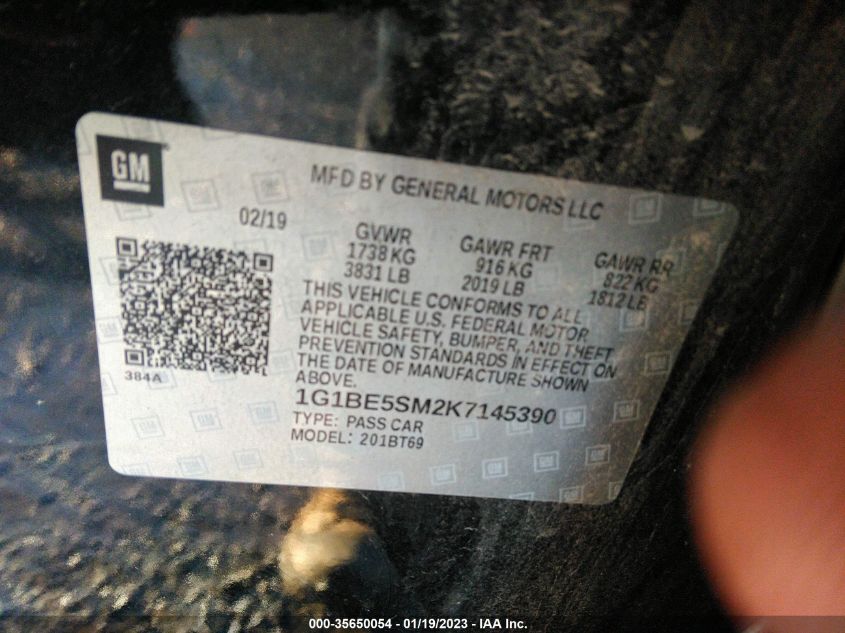 GM
MFD BY GENERAL MOTORS LLC
02/19
GVWR
1738 KG
3831 LB
GAWR FRT
916 KG
2019 LB
GAWR RR
822 KG
1812 LB
THIS VEHICLE CONFORMS TO ALL
APPLICABLE U.S. FEDERAL MOTOR
VEHICLE SAFETY, BUMPER, AND THEFT
PREVENTION STANDARDS IN EFFECT ON
THE DATE OF MANUFACTURE SHOWN
ABOVE.
384A
1G1BE5SM2K7145390
TYPE: PASS CAR
MODEL: 201BT69
000-35650054 - 01/19/2023 - IAA Inc.